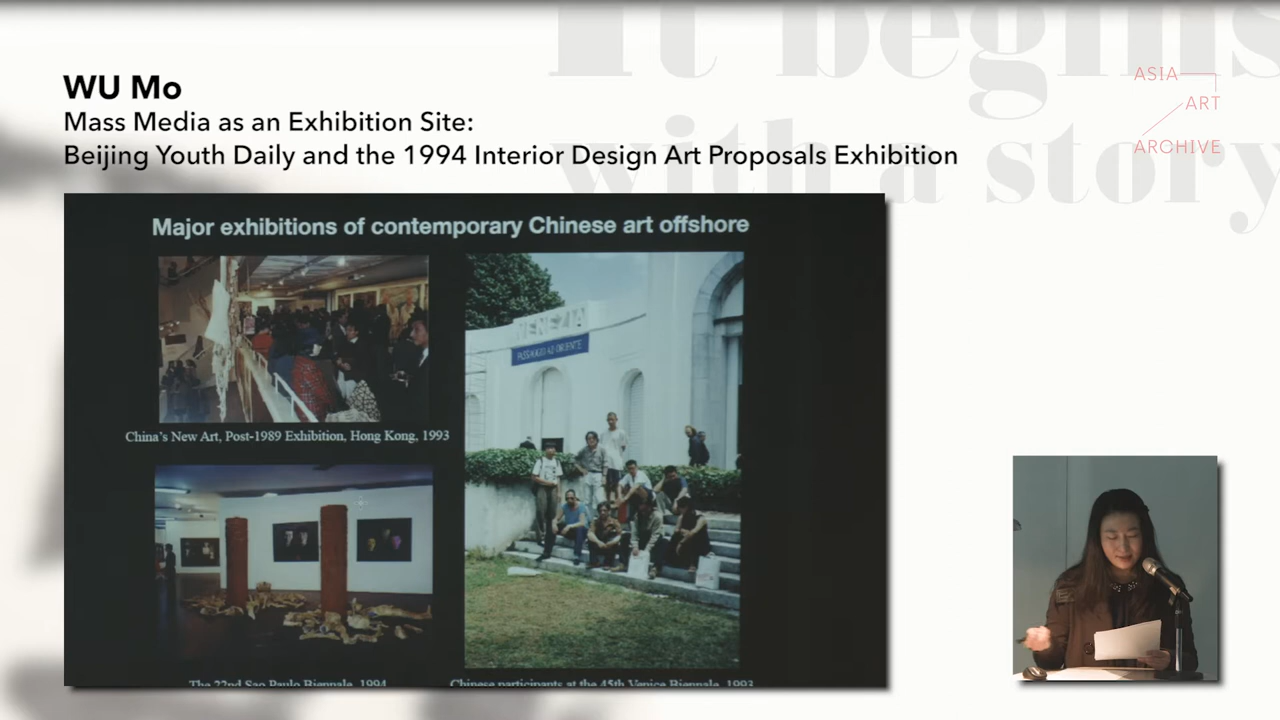 It begins
with a story
ASIA
ART
ARCHIVE
WU Mo
Mass Media as an Exhibition Site:
Beijing Youth Daily and the 1994 Interior Design Art Proposals Exhibition
Major exhibitions of contemporary Chinese art offshore
VENEZIA
PASSAGGIO AD ORIENTE
China's New Art, Post-1989 Exhibition, Hong Kong, 1993
The 22nd Sao Paulo Biennale, 1994
Chinese participants at the 45th Venice Biennale, 1993